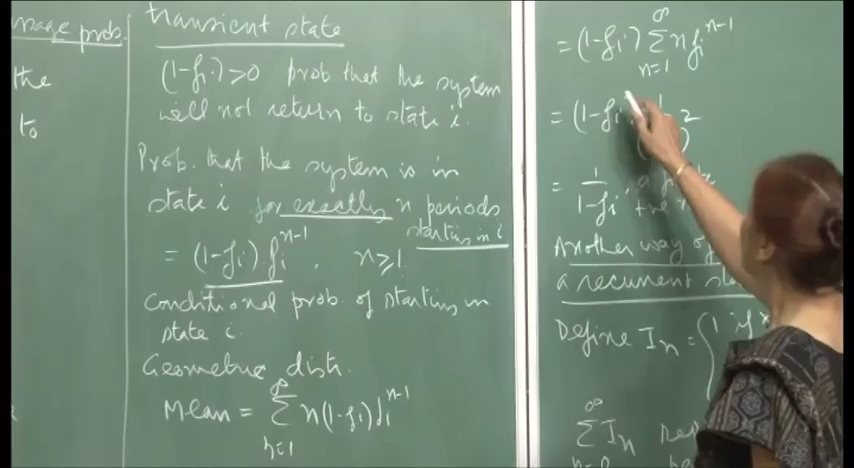 prob.
the
to
transient state
(1-fi) > 0 prob that the system
will not return to state i.
Prob. that the system is in
state i for exactly n periods
starting in i
= (1-fi) fi^{n-1}, n ≥ 1.
Conditional prob. of starting in
state i.
Geometric distr.
Mean = ∑_{n=1}^{∞} n(1-fi) fi^{n-1}
= (1-fi) ∑_{n=1}^{∞} n fi^{n-1}
= (1-fi) 2
= 1/(1-fi), a
Another way of
a recurrent
Define In = { 1 if
∑_{n=0}^{∞} In